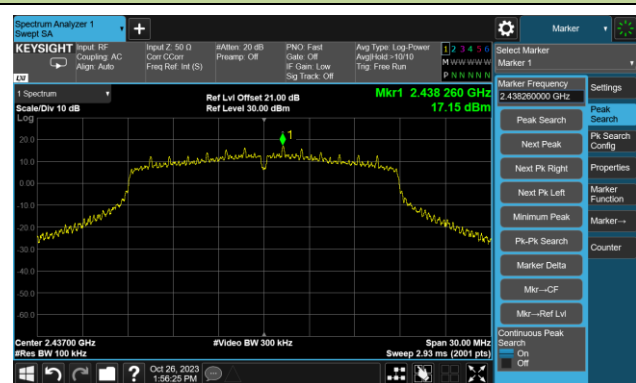 Spectrum Analyzer 1
Swept SA
Marker
KEYSIGHT
Input: RF
Coupling: AC
Align: Auto
Input Z: 50 Ω
Corr CCorr
Freq Ref: Int (S)
#Atten: 20 dB
Preamp: Off
PNO: Fast
Gate: Off
IF Gain: Low
Sig Track: Off
Avg Type: Log-Power
Avg|Hold:>10/10
Trig: Free Run
1 2 3 4 5 6
M W W W W W
P N N N N N
LXI
Select Marker
Marker 1
1 Spectrum
Scale/Div 10 dB
Log
Ref Lvl Offset 21.00 dB
Ref Level 30.00 dBm
Mkr1 2.438 260 GHz
17.15 dBm
1
20.0
10.0
0.00
-10.0
-20.0
-30.0
-40.0
-50.0
-60.0
Center 2.43700 GHz
#Res BW 100 kHz
#Video BW 300 kHz
Span 30.00 MHz
Sweep 2.93 ms (2001 pts)
Marker Frequency
2.438260000 GHz
Peak Search
Next Peak
Next Pk Right
Next Pk Left
Minimum Peak
Pk-Pk Search
Marker Delta
Mkr→CF
Mkr→Ref Lvl
Continuous Peak
Search
On
Off
Settings
Peak
Search
Pk Search
Config
Properties
Marker
Function
Marker→
Counter
Oct 26, 2023
1:56:25 PM